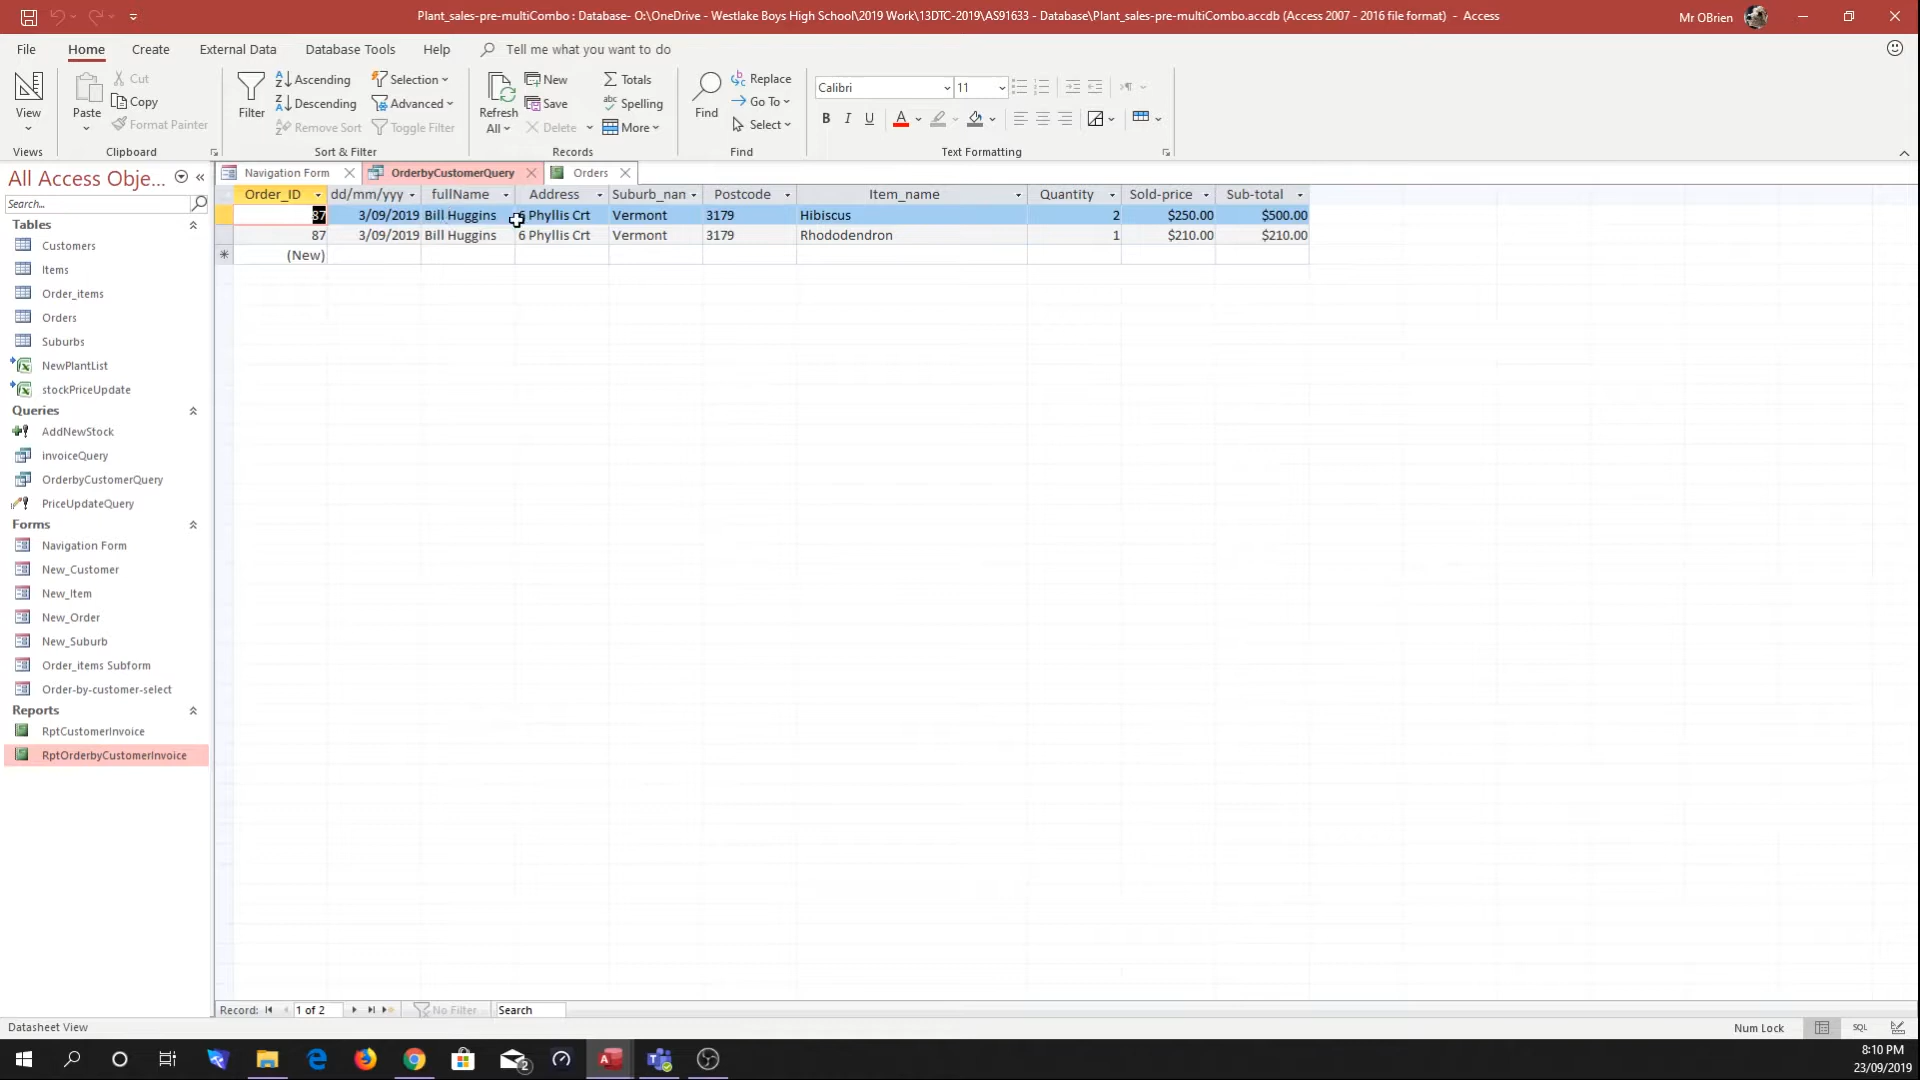 Plant_sales-pre-multiCombo : Database- O:\OneDrive - Westlake Boys High School\2019 Work\13DTC-2019\AS91633 - Database\Plant_sales-pre-multiCombo.accdb (Access 2007 - 2016 file format) - Access
Mr OBrien
File Home Create External Data Database Tools Help Tell me what you want to do
View
Views
Paste
Cut
Copy
Format Painter
Clipboard
Filter
Ascending
Descending
Remove Sort
Selection
Advanced
Toggle Filter
Sort & Filter
Refresh All
New
Save
Delete
Totals
Spelling
More
Records
Find
Replace
Go To
Select
Find
Calibri 11
B I U A
Text Formatting
All Access Obje...
Search...
Tables
Customers
Items
Order_items
Orders
Suburbs
NewPlantList
stockPriceUpdate
Queries
AddNewStock
invoiceQuery
OrderbyCustomerQuery
PriceUpdateQuery
Forms
Navigation Form
New_Customer
New_Item
New_Order
New_Suburb
Order_items Subform
Order-by-customer-select
Reports
RptCustomerInvoice
RptOrderbyCustomerInvoice
Navigation Form OrderbyCustomerQuery Orders
Order_ID dd/mm/yyy fullName Address Suburb_nan Postcode Item_name Quantity Sold-price Sub-total
87 3/09/2019 Bill Huggins 6 Phyllis Crt Vermont 3179 Hibiscus 2 $250.00 $500.00
87 3/09/2019 Bill Huggins 6 Phyllis Crt Vermont 3179 Rhododendron 1 $210.00 $210.00
(New)
Record: 1 of 2 No Filter Search
Datasheet View
Num Lock
SQL
2
8:10 PM
23/09/2019